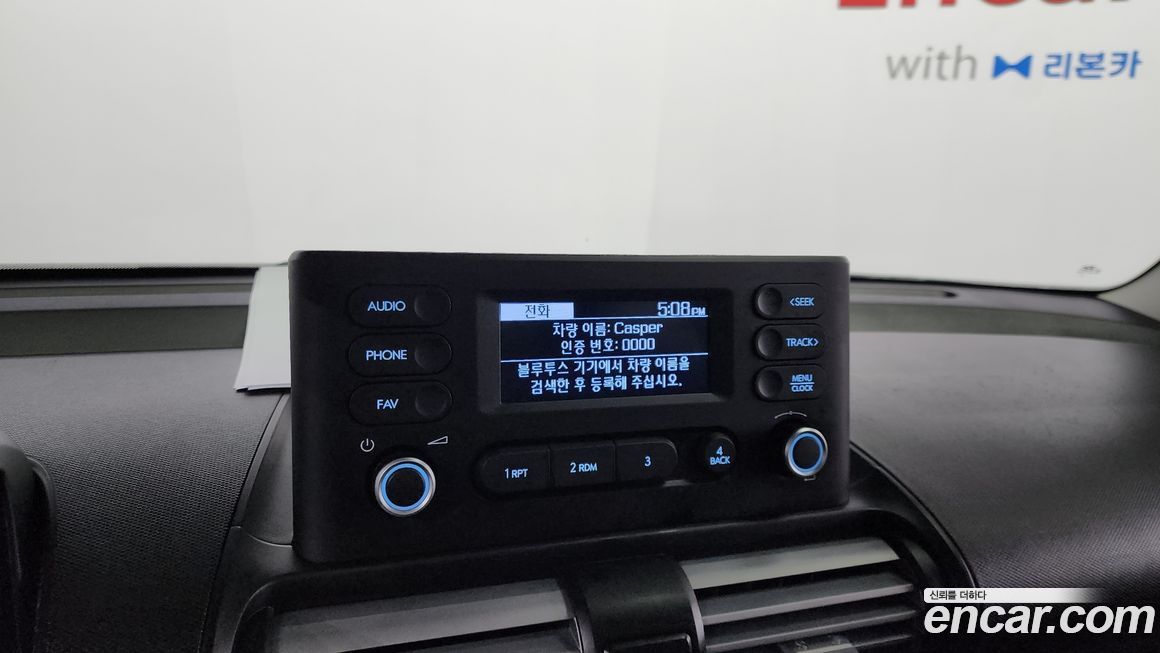 with 리본카
AUDIO
PHONE
FAV
전화 5:08PM
차량 이름: Casper
인증 번호: 0000
블루투스 기기에서 차량 이름을
검색한 후 등록해 주십시오.
<SEEK
TRACK>
MENU
CLOCK
1 RPT 2 RDM 3 4
BACK
신뢰를 더하다
encar.com